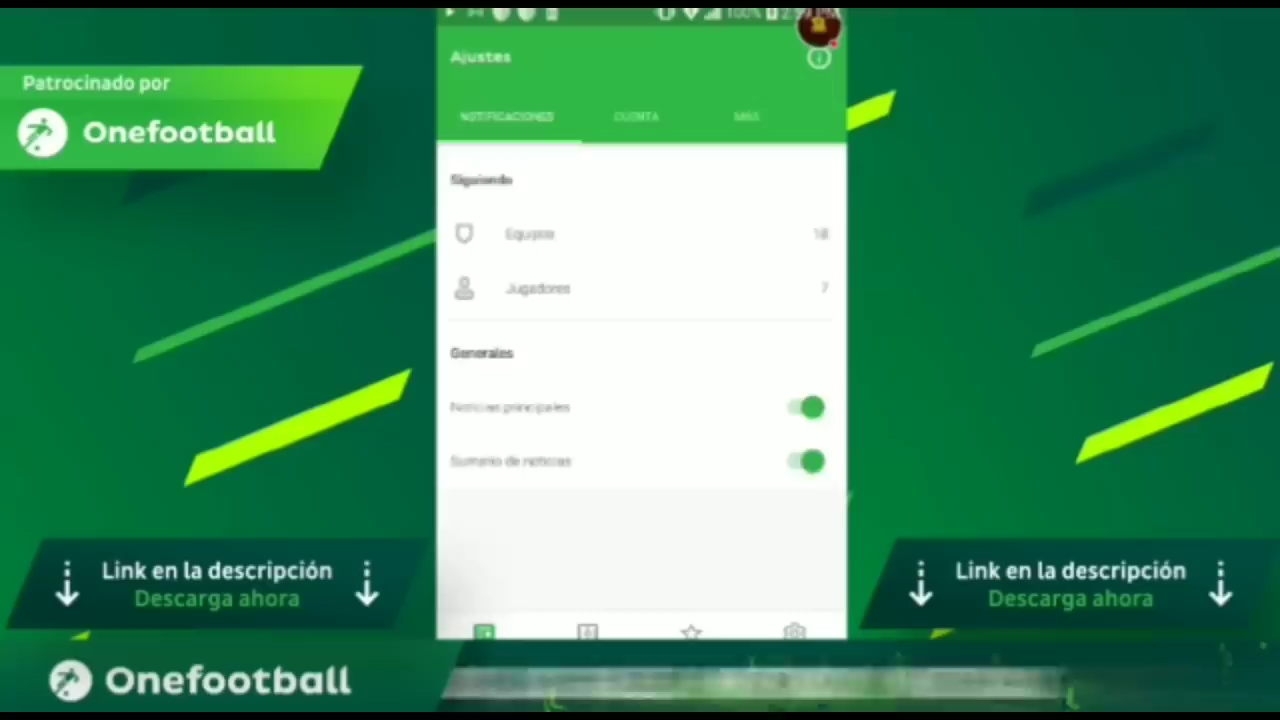 100%
Ajustes
Patrocinado por
Onefootball
NOTIFICACIONES
CUENTA
MÁS
Siguiendo
Equipos 18
Jugadores 7
Generales
Noticias principales
Sumario de noticias
Link en la descripción
Descarga ahora
Link en la descripción
Descarga ahora
Onefootball